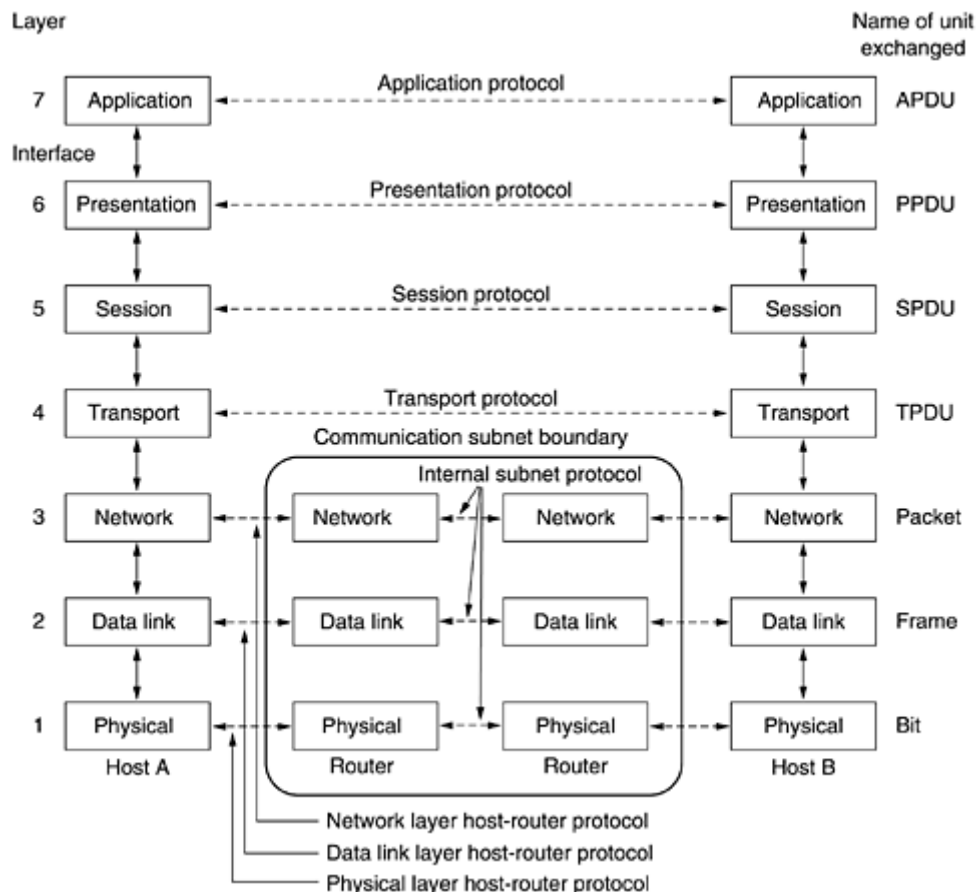 Layer
Name of unit
exchanged
Application protocol
7 Application Application APDU
Interface
Presentation protocol
6 Presentation Presentation PPDU
Session protocol
5 Session Session SPDU
Transport protocol
4 Transport Transport TPDU
Communication subnet boundary
Internal subnet protocol
3 Network Network Network Network Packet
2 Data link Data link Data link Data link Frame
1 Physical Physical Physical Physical Bit
Host A Router Router Host B
Network layer host-router protocol
Data link layer host-router protocol
Physical layer host-router protocol